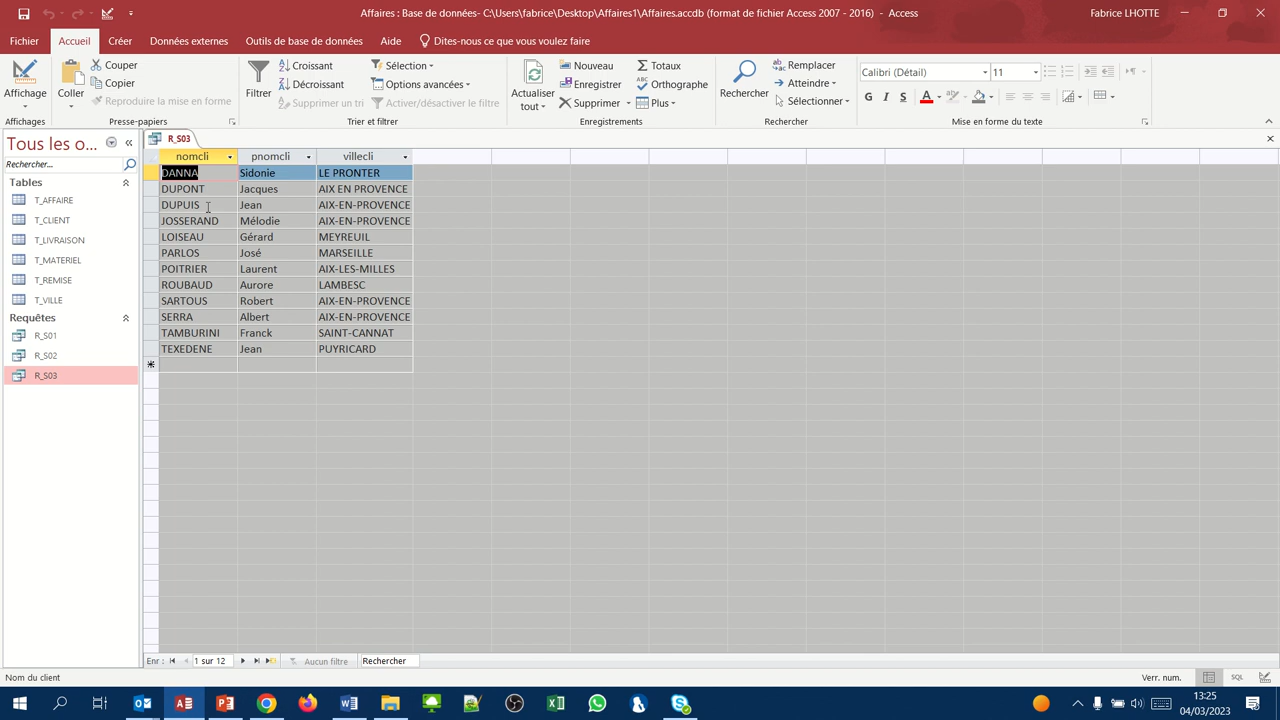 Affaires : Base de données- C:\Users\fabrice\Desktop\Affaires1\Affaires.accdb (format de fichier Access 2007 - 2016) - Access
Fabrice LHOTTE
Fichier Accueil Créer Données externes Outils de base de données Aide Dites-nous ce que vous voulez faire
Affichage
Affichages
Coller
Couper
Copier
Reproduire la mise en forme
Presse-papiers
Filtrer
Croissant
Décroissant
Supprimer un tri
Sélection
Options avancées
Activer/désactiver le filtre
Trier et filtrer
Actualiser
tout
Nouveau
Enregistrer
Supprimer
Totaux
Orthographe
Plus
Enregistrements
Rechercher
Remplacer
Atteindre
Sélectionner
Rechercher
Calibri (Détail) 11
G I S A
Mise en forme du texte
Tous les o...
Rechercher...
Tables
T_AFFAIRE
T_CLIENT
T_LIVRAISON
T_MATERIEL
T_REMISE
T_VILLE
Requêtes
R_S01
R_S02
R_S03
R_S03
nomcli pnomcli villecli
DANNA Sidonie LE PRONTER
DUPONT Jacques AIX EN PROVENCE
DUPUIS Jean AIX-EN-PROVENCE
JOSSERAND Mélodie AIX-EN-PROVENCE
LOISEAU Gérard MEYREUIL
PARLOS José MARSEILLE
POITRIER Laurent AIX-LES-MILLES
ROUBAUD Aurore LAMBESC
SARTOUS Robert AIX-EN-PROVENCE
SERRA Albert AIX-EN-PROVENCE
TAMBURINI Franck SAINT-CANNAT
TEXEDENE Jean PUYRICARD
Enr : 1 sur 12 Aucun filtre Rechercher
Nom du client
Verr. num. SQL
13:25
04/03/2023